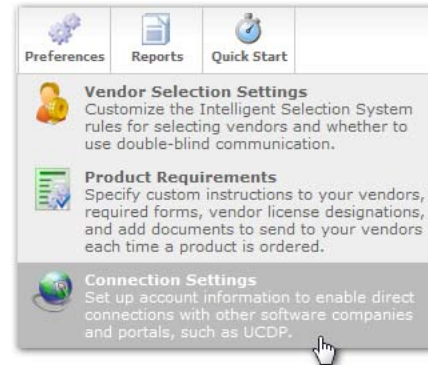 Preferences Reports Quick Start
Vendor Selection Settings
Customize the Intelligent Selection System
rules for selecting vendors and whether to
use double-blind communication.
Product Requirements
Specify custom instructions to your vendors,
required forms, vendor license designations,
and add documents to send to your vendors
each time a product is ordered.
Connection Settings
Set up account information to enable direct
connections with other software companies
and portals, such as UCDP.